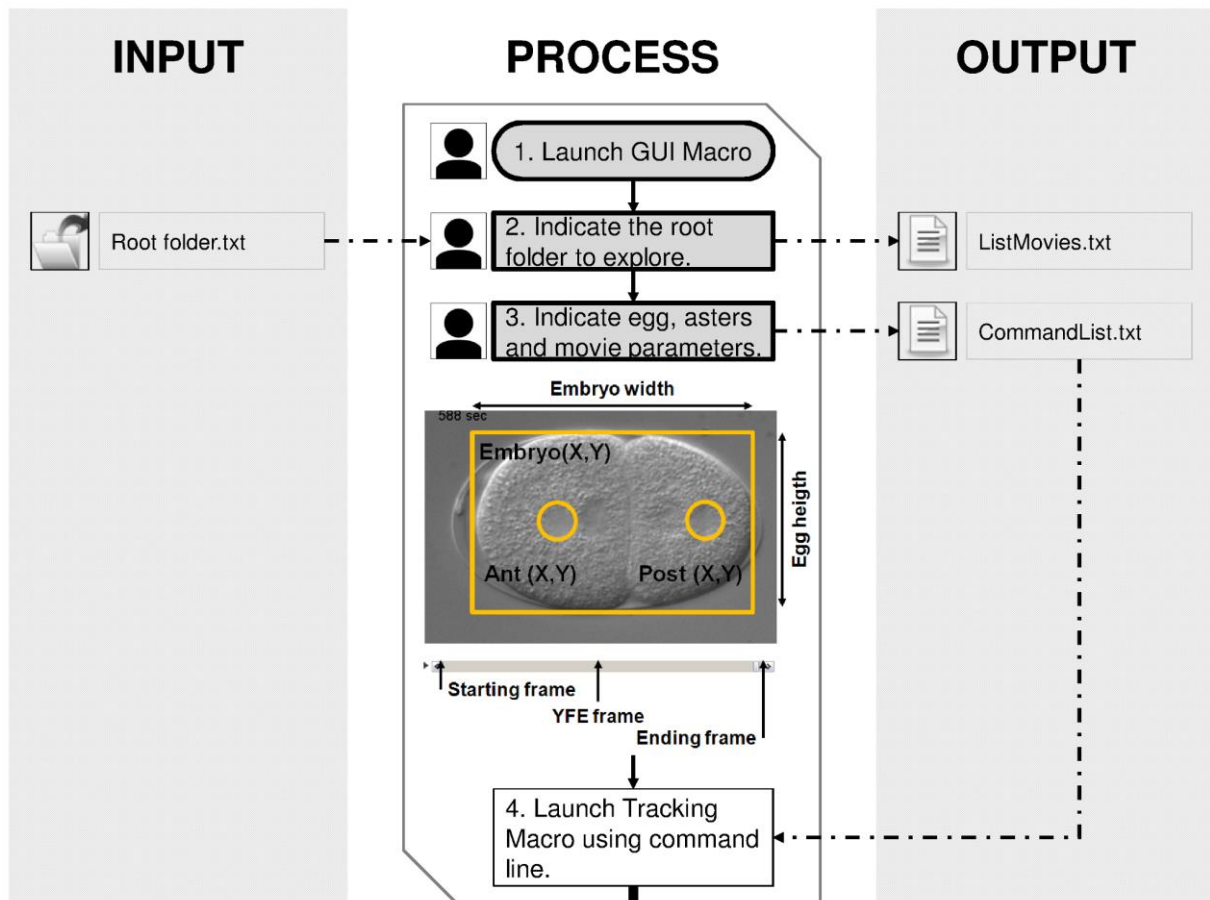 INPUT
PROCESS
OUTPUT
1. Launch GUI Macro
Root folder.txt
2. Indicate the root
folder to explore.
ListMovies.txt
3. Indicate egg, asters
and movie parameters.
CommandList.txt
Embryo width
588 sec
Embryo(X,Y)
Ant (X,Y)
Post (X,Y)
Egg heigth
Starting frame
YFE frame
Ending frame
4. Launch Tracking
Macro using command
line.